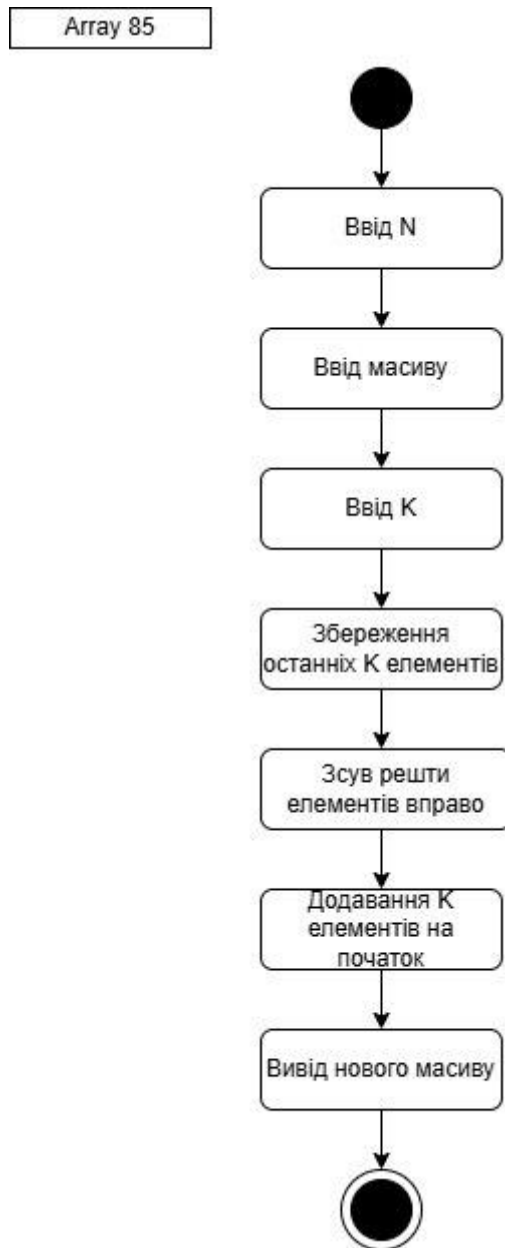 Array 85
Ввід N
Ввід масиву
Ввід K
Збереження
останніх K елементів
Зсув решти
елементів вправо
Додавання K
елементів на
початок
Вивід нового масиву